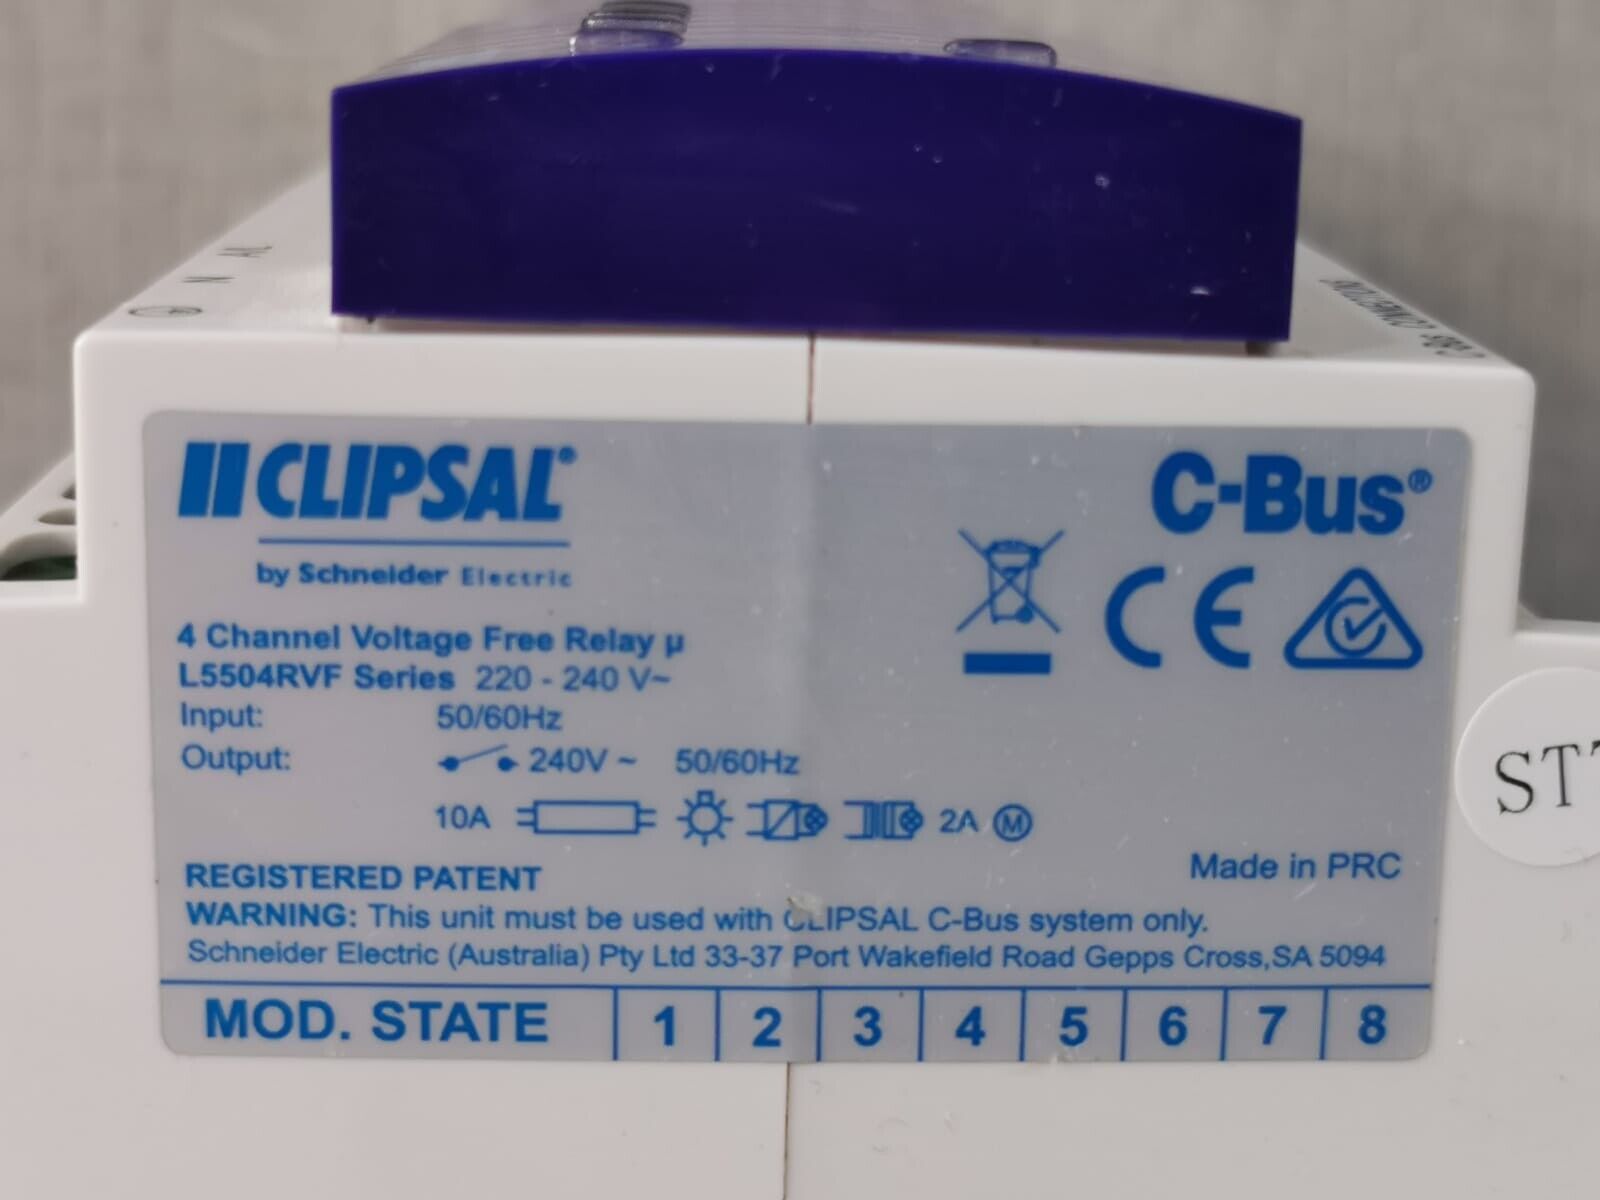 N
C-BUS CONNECTIONS
CLIPSAL®
by Schneider Electric
C-Bus®
4 Channel Voltage Free Relay µ
L5504RVF Series 220 - 240 V~
Input: 50/60Hz
Output: 240V ~ 50/60Hz
10A 2A M
Made in PRC
REGISTERED PATENT
WARNING: This unit must be used with CLIPSAL C-Bus system only.
Schneider Electric (Australia) Pty Ltd 33-37 Port Wakefield Road Gepps Cross,SA 5094
MOD. STATE 1 2 3 4 5 6 7 8